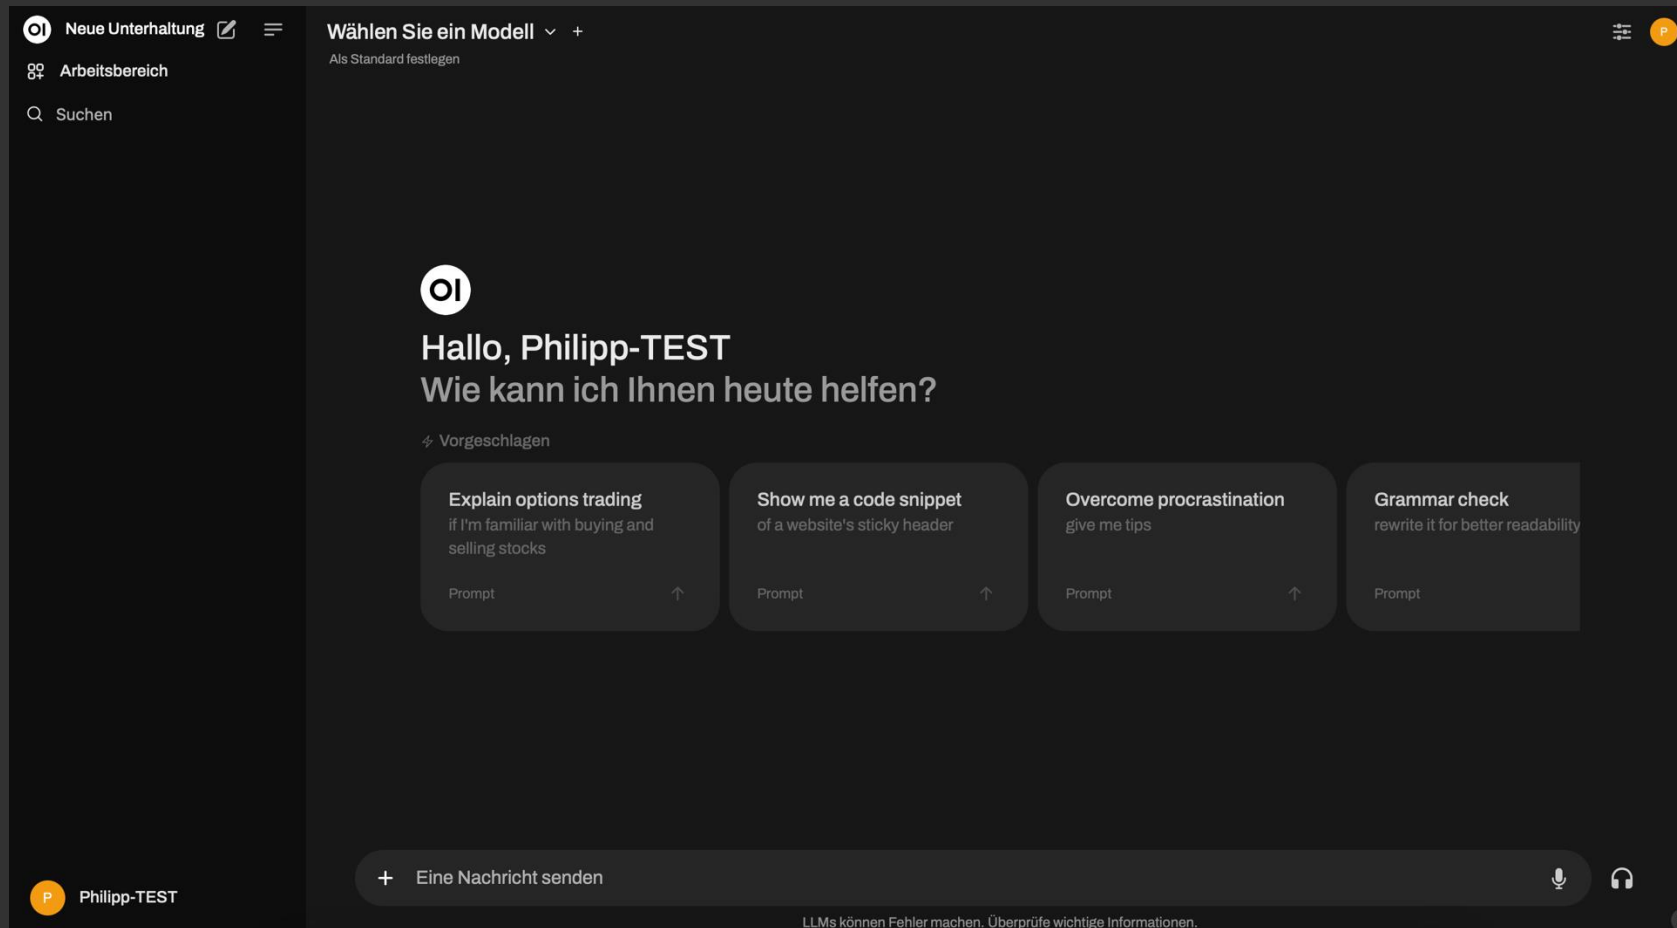 OI Neue Unterhaltung
Arbeitsbereich
Suchen
Wählen Sie ein Modell
Als Standard festlegen
P
OI
Hallo, Philipp-TEST
Wie kann ich Ihnen heute helfen?
Vorgeschlagen
Explain options trading
if I'm familiar with buying and
selling stocks
Prompt
Show me a code snippet
of a website's sticky header
Prompt
Overcome procrastination
give me tips
Prompt
Grammar check
rewrite it for better readability
Prompt
+ Eine Nachricht senden
P Philipp-TEST
LLMs können Fehler machen. Überprüfe wichtige Informationen.